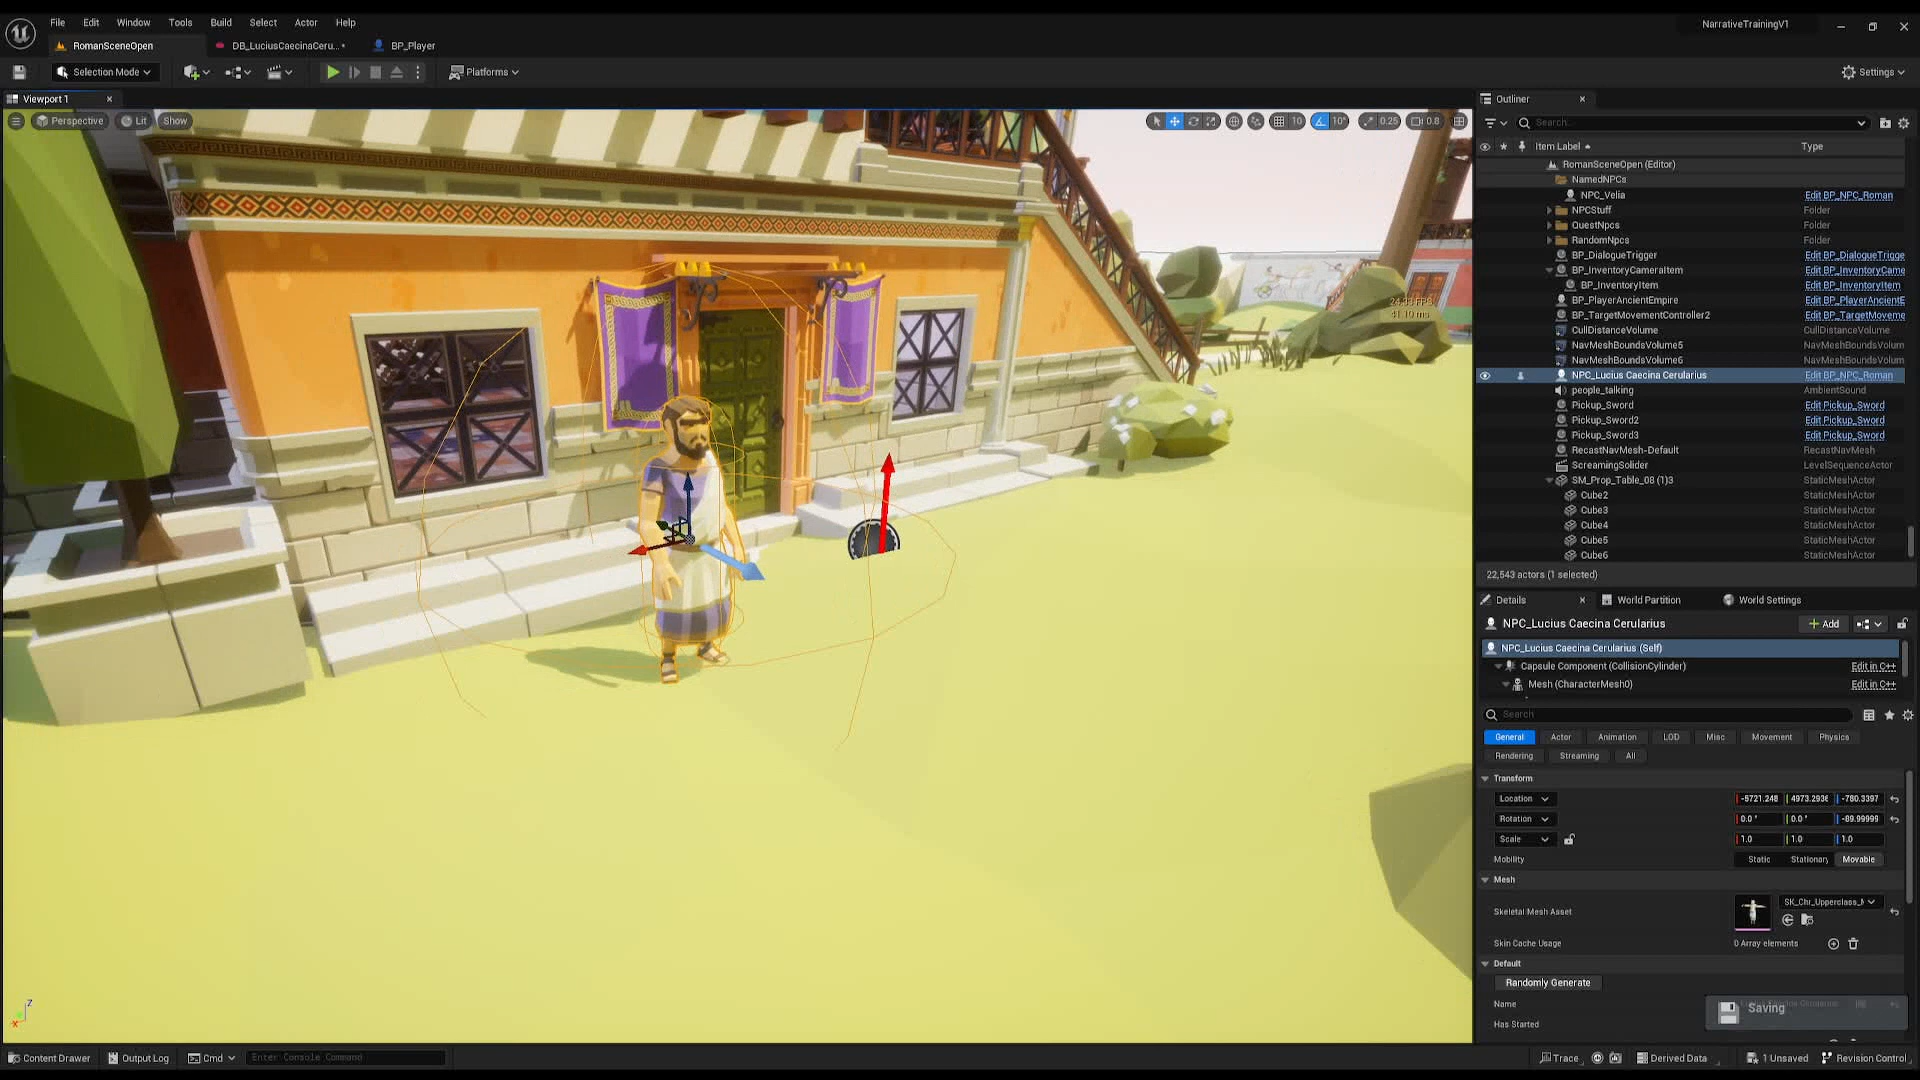 File Edit Window Tools Build Select Actor Help
NarrativeTrainingV1
RomanSceneOpen
DB_LuciusCaecinaCeru... •
BP_Player
Selection Mode
Platforms
Settings
Viewport 1
Perspective
Lit
Show
10
10°
0.25
0.8
24.33 FPS
41.10 ms
Outliner
Search...
Item Label
Type
RomanSceneOpen (Editor)
NamedNPCs
NPC_Velia Edit BP_NPC_Roman
NPCStuff Folder
QuestNpcs Folder
RandomNpcs Folder
BP_DialogueTrigger Edit BP_DialogueTrigge
BP_InventoryCameraItem Edit BP_InventoryCame
BP_InventoryItem Edit BP_InventoryItem
BP_PlayerAncientEmpire Edit BP_PlayerAncientE
BP_TargetMovementController2 Edit BP_TargetMoveme
CullDistanceVolume CullDistanceVolume
NavMeshBoundsVolume5 NavMeshBoundsVolum
NavMeshBoundsVolume6 NavMeshBoundsVolum
NPC_Lucius Caecina Cerularius Edit BP_NPC_Roman
people_talking AmbientSound
Pickup_Sword Edit Pickup_Sword
Pickup_Sword2 Edit Pickup_Sword
Pickup_Sword3 Edit Pickup_Sword
RecastNavMesh-Default RecastNavMesh
ScreamingSolider LevelSequenceActor
SM_Prop_Table_08 (1)3 StaticMeshActor
Cube2 StaticMeshActor
Cube3 StaticMeshActor
Cube4 StaticMeshActor
Cube5 StaticMeshActor
Cube6 StaticMeshActor
22,543 actors (1 selected)
Details
World Partition
World Settings
NPC_Lucius Caecina Cerularius
Add
NPC_Lucius Caecina Cerularius (Self)
Capsule Component (CollisionCylinder) Edit in C++
Mesh (CharacterMesh0) Edit in C++
Search
General Actor Animation LOD Misc Movement Physics
Rendering Streaming All
Transform
Location -5721.248 4973.2936 -780.3397
Rotation 0.0° 0.0° -89.99999
Scale 1.0 1.0 1.0
Mobility Static Stationary Movable
Mesh
Skeletal Mesh Asset SK_Chr_Upperclass_M
Skin Cache Usage 0 Array elements
Default
Randomly Generate
Name
Saving
Has Started
Content Drawer
Output Log
Cmd
Enter Console Command
Trace
Derived Data
1 Unsaved
Revision Control